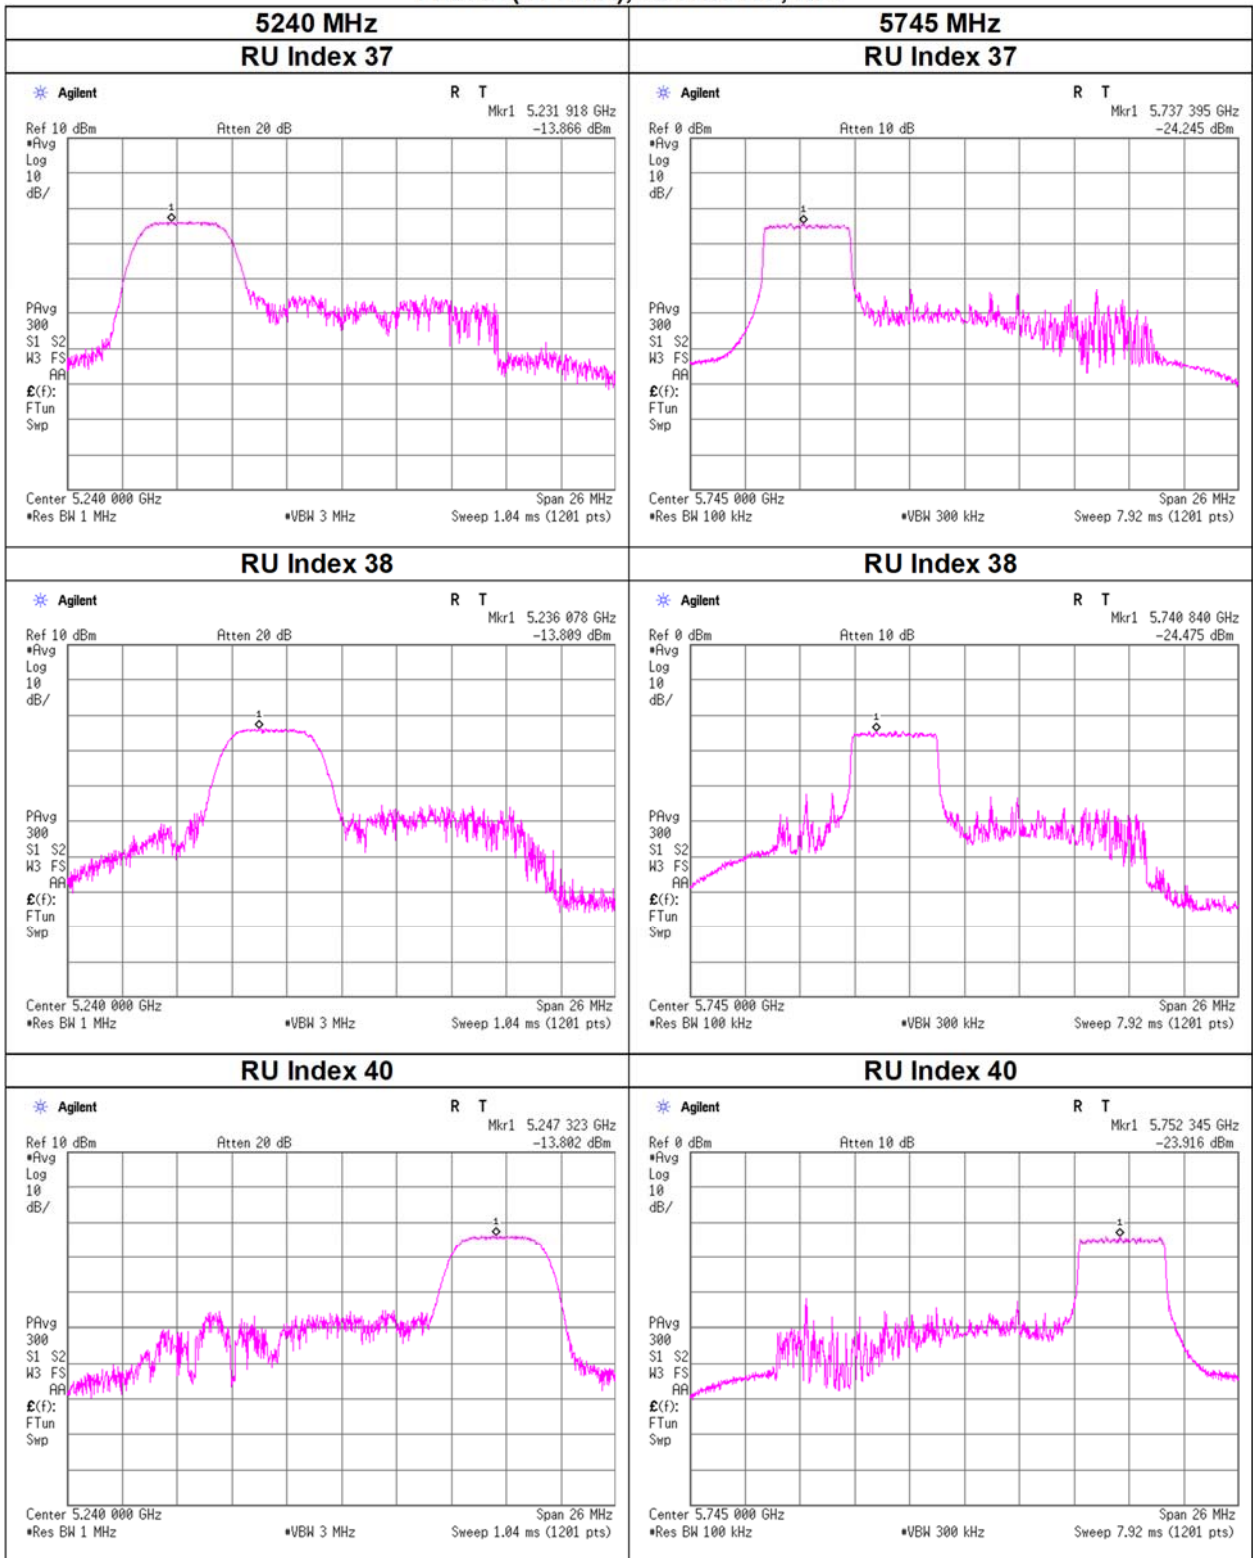 5240 MHz 5745 MHz
RU Index 37 RU Index 37
Agilent R T
Mkr1 5.231 918 GHz
Ref 10 dBm Atten 20 dB -13.866 dBm
#Avg
Log
10
dB/
1
PAvg
300
S1 S2
W3 FS
AA
£(f):
FTun
Swp
Center 5.240 000 GHz Span 26 MHz
#Res BW 1 MHz #VBW 3 MHz Sweep 1.04 ms (1201 pts)
Agilent R T
Mkr1 5.737 395 GHz
Ref 0 dBm Atten 10 dB -24.245 dBm
#Avg
Log
10
dB/
1
PAvg
300
S1 S2
W3 FS
AA
£(f):
FTun
Swp
Center 5.745 000 GHz Span 26 MHz
#Res BW 100 kHz #VBW 300 kHz Sweep 7.92 ms (1201 pts)
RU Index 38 RU Index 38
Agilent R T
Mkr1 5.236 078 GHz
Ref 10 dBm Atten 20 dB -13.809 dBm
#Avg
Log
10
dB/
1
PAvg
300
S1 S2
W3 FS
AA
£(f):
FTun
Swp
Center 5.240 000 GHz Span 26 MHz
#Res BW 1 MHz #VBW 3 MHz Sweep 1.04 ms (1201 pts)
Agilent R T
Mkr1 5.740 840 GHz
Ref 0 dBm Atten 10 dB -24.475 dBm
#Avg
Log
10
dB/
1
PAvg
300
S1 S2
W3 FS
AA
£(f):
FTun
Swp
Center 5.745 000 GHz Span 26 MHz
#Res BW 100 kHz #VBW 300 kHz Sweep 7.92 ms (1201 pts)
RU Index 40 RU Index 40
Agilent R T
Mkr1 5.247 323 GHz
Ref 10 dBm Atten 20 dB -13.802 dBm
#Avg
Log
10
dB/
1
PAvg
300
S1 S2
W3 FS
AA
£(f):
FTun
Swp
Center 5.240 000 GHz Span 26 MHz
#Res BW 1 MHz #VBW 3 MHz Sweep 1.04 ms (1201 pts)
Agilent R T
Mkr1 5.752 345 GHz
Ref 0 dBm Atten 10 dB -23.916 dBm
#Avg
Log
10
dB/
1
PAvg
300
S1 S2
W3 FS
AA
£(f):
FTun
Swp
Center 5.745 000 GHz Span 26 MHz
#Res BW 100 kHz #VBW 300 kHz Sweep 7.92 ms (1201 pts)